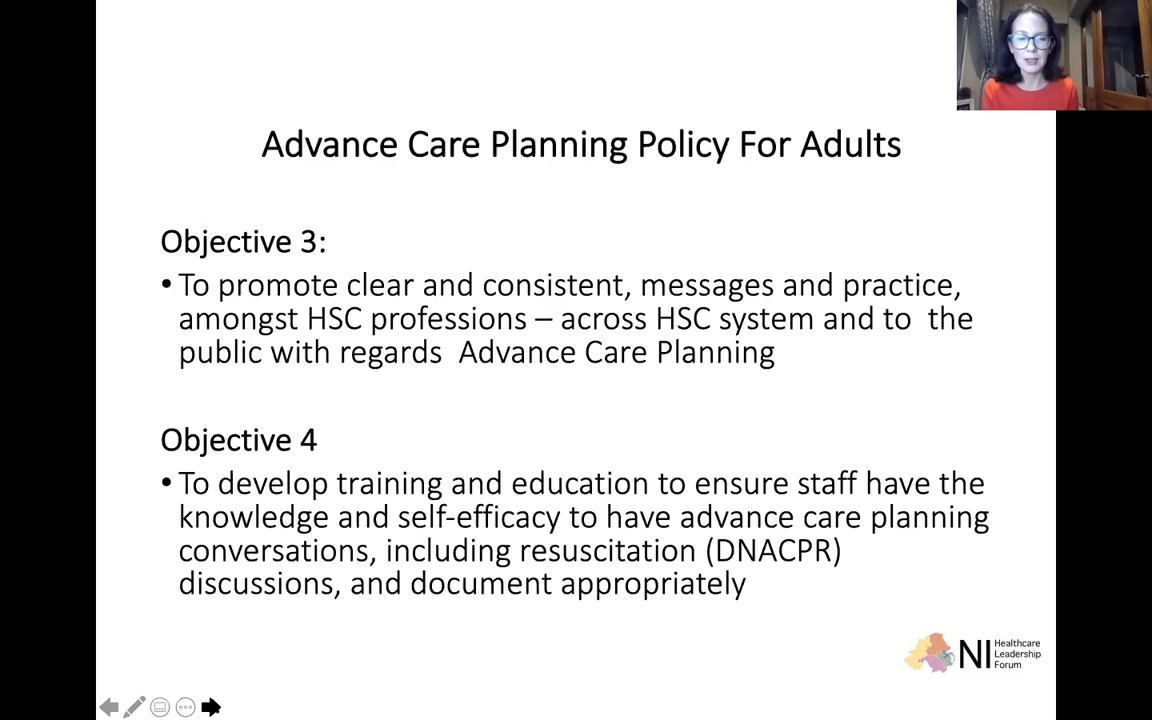 Advance Care Planning Policy For Adults
Objective 3:
• To promote clear and consistent, messages and practice,
amongst HSC professions – across HSC system and to  the
public with regards  Advance Care Planning
Objective 4
• To develop training and education to ensure staff have the
knowledge and self-efficacy to have advance care planning
conversations, including resuscitation (DNACPR)
discussions, and document appropriately
NI Healthcare
Leadership
Forum